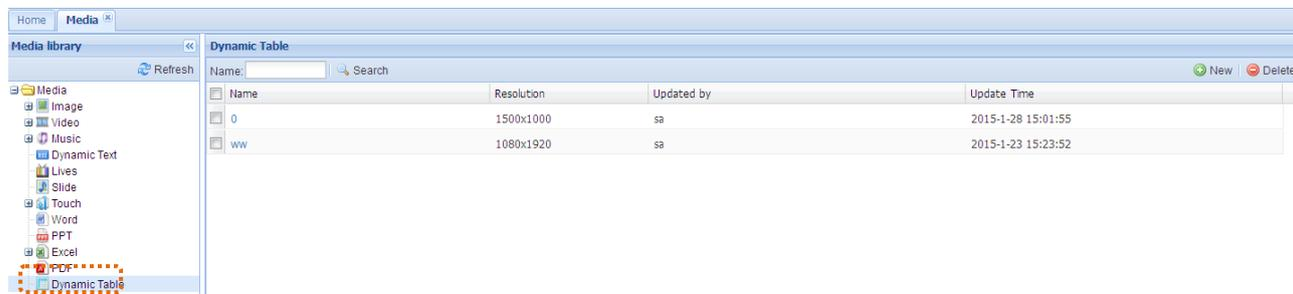 Home Media
Media library « Dynamic Table
Refresh Name: Search New Delete
Media
Name Resolution Updated by Update Time
Image
Video
0 1500x1000 sa 2015-1-28 15:01:55
Music
ww 1080x1920 sa 2015-1-23 15:23:52
Dynamic Text
Lives
Slide
Touch
Word
PPT
Excel
PDF
Dynamic Table